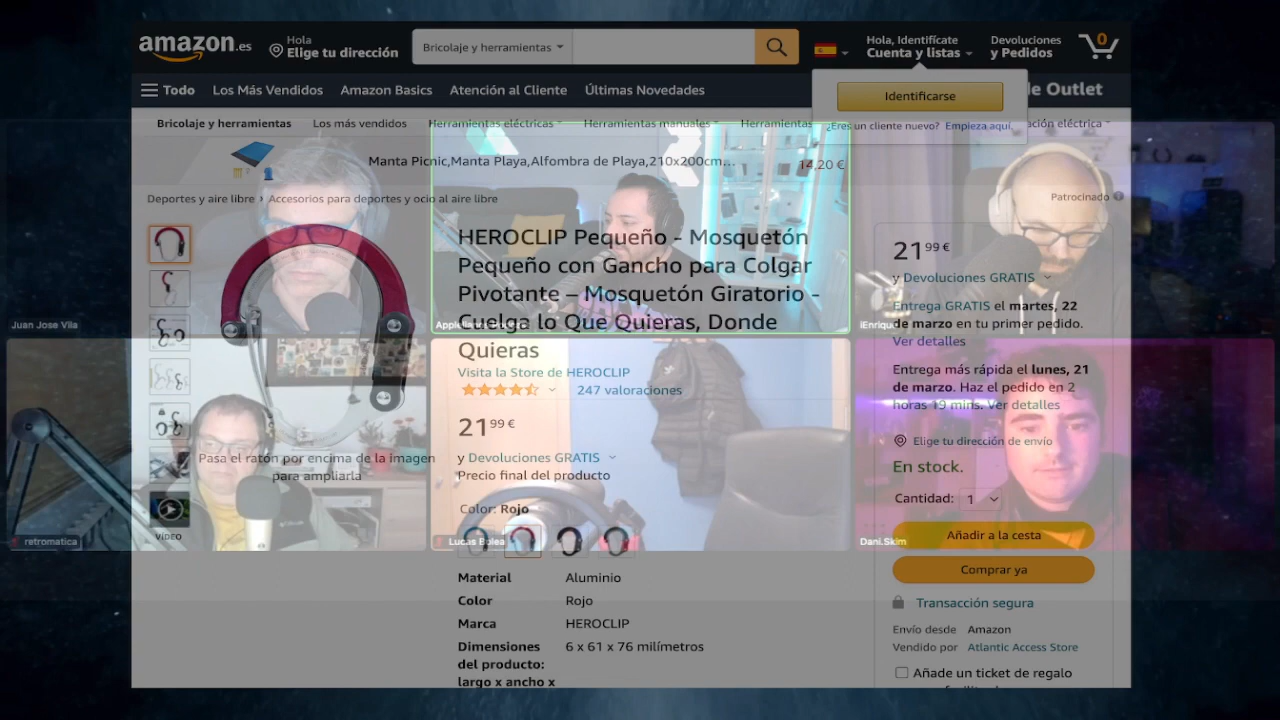 amazon.es
Hola
Elige tu dirección
Bricolaje y herramientas
Hola, Identifícate
Cuenta y listas
Devoluciones
y Pedidos
0
Todo
Los Más Vendidos
Amazon Basics
Atención al Cliente
Últimas Novedades
Identificarse
de Outlet
¿Eres un cliente nuevo? Empieza aquí.
Bricolaje y herramientas
Los más vendidos
Herramientas eléctricas
Herramientas manuales
Herramientas
ación eléctrica
Manta Picnic,Manta Playa,Alfombra de Playa,210x200cm...
14,20 €
Patrocinado
Deportes y aire libre › Accesorios para deportes y ocio al aire libre
HEROCLIP Pequeño - Mosquetón
Pequeño con Gancho para Colgar
Pivotante – Mosquetón Giratorio -
Cuelga lo Que Quieras, Donde
Quieras
Visita la Store de HEROCLIP
247 valoraciones
21,99 €
y Devoluciones GRATIS
Precio final del producto
Color: Rojo
Material Aluminio
Color Rojo
Marca HEROCLIP
Dimensiones 6 x 61 x 76 milímetros
del producto:
largo x ancho x
Pasa el ratón por encima de la imagen
para ampliarla
VÍDEO
21 99 €
y Devoluciones GRATIS
Entrega GRATIS el martes, 22
de marzo en tu primer pedido.
Ver detalles
Entrega más rápida el lunes, 21
de marzo. Haz el pedido en 2
horas 19 mins. Ver detalles
Elige tu dirección de envío
En stock.
Cantidad: 1
Añadir a la cesta
Comprar ya
Transacción segura
Envío desde Amazon
Vendido por Atlantic Access Store
Añade un ticket de regalo
Juan Jose Vila
iEnrique
retromatica
Lucas Bulea
Dani.Skim